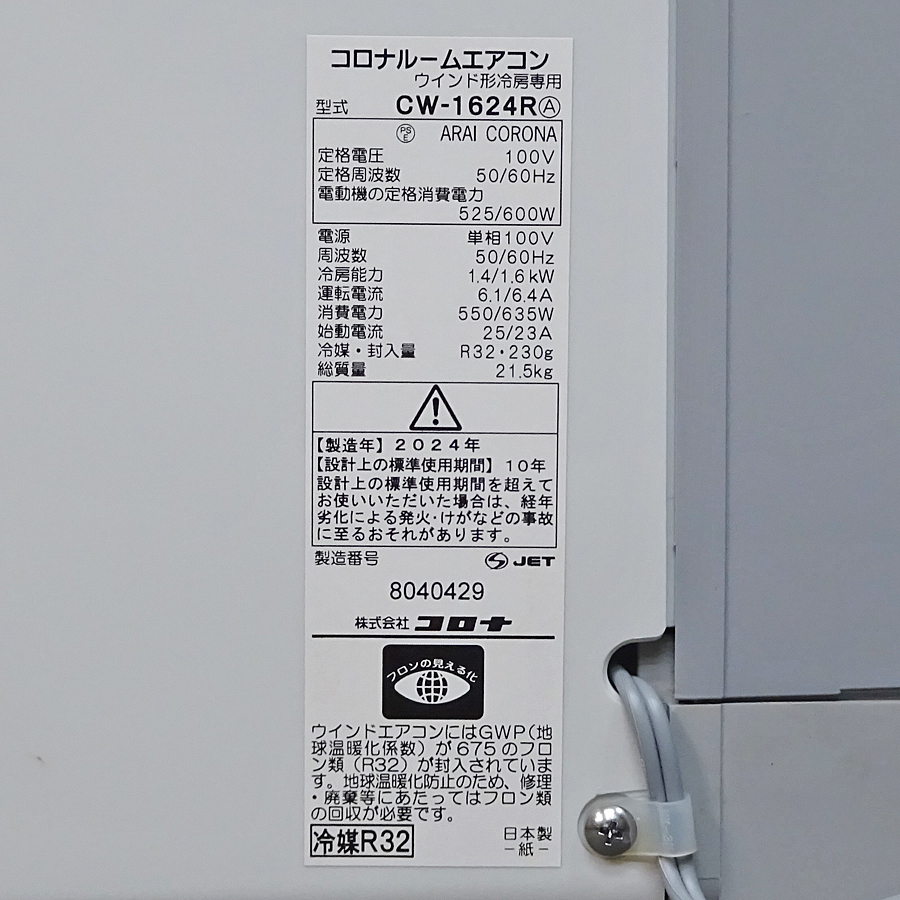 コロナルームエアコン
ウインド形冷房専用
型式 CW-1624RⒶ
PSE ARAI CORONA
定格電圧 100V
定格周波数 50/60Hz
電動機の定格消費電力
525/600W
電源 単相100V
周波数 50/60Hz
冷房能力 1.4/1.6kW
運転電流 6.1/6.4A
消費電力 550/635W
始動電流 25/23A
冷媒・封入量 R32・230g
総質量 21.5kg
【製造年】2024年
【設計上の標準使用期間】10年
設計上の標準使用期間を超えて
お使いいただいた場合は、経年
劣化による発火・けがなどの事故
に至るおそれがあります。
製造番号 JET
8040429
株式会社 コロナ
フロンの見える化
ウインドエアコンにはGWP(地
球温暖化係数)が675のフロ
ン類(R32)が封入されていま
す。地球温暖化防止のため、修理
・廃棄等にあたってはフロン類
の回収が必要です。
冷媒R32 日本製
－紙－